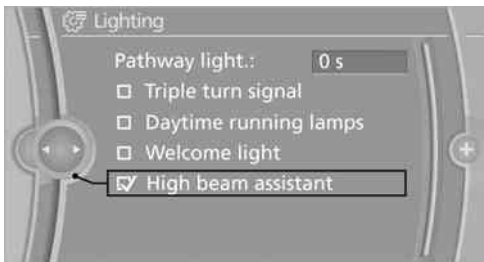 Lighting
Pathway light.: 0 s
Triple turn signal
Daytime running lamps
Welcome light
High beam assistant